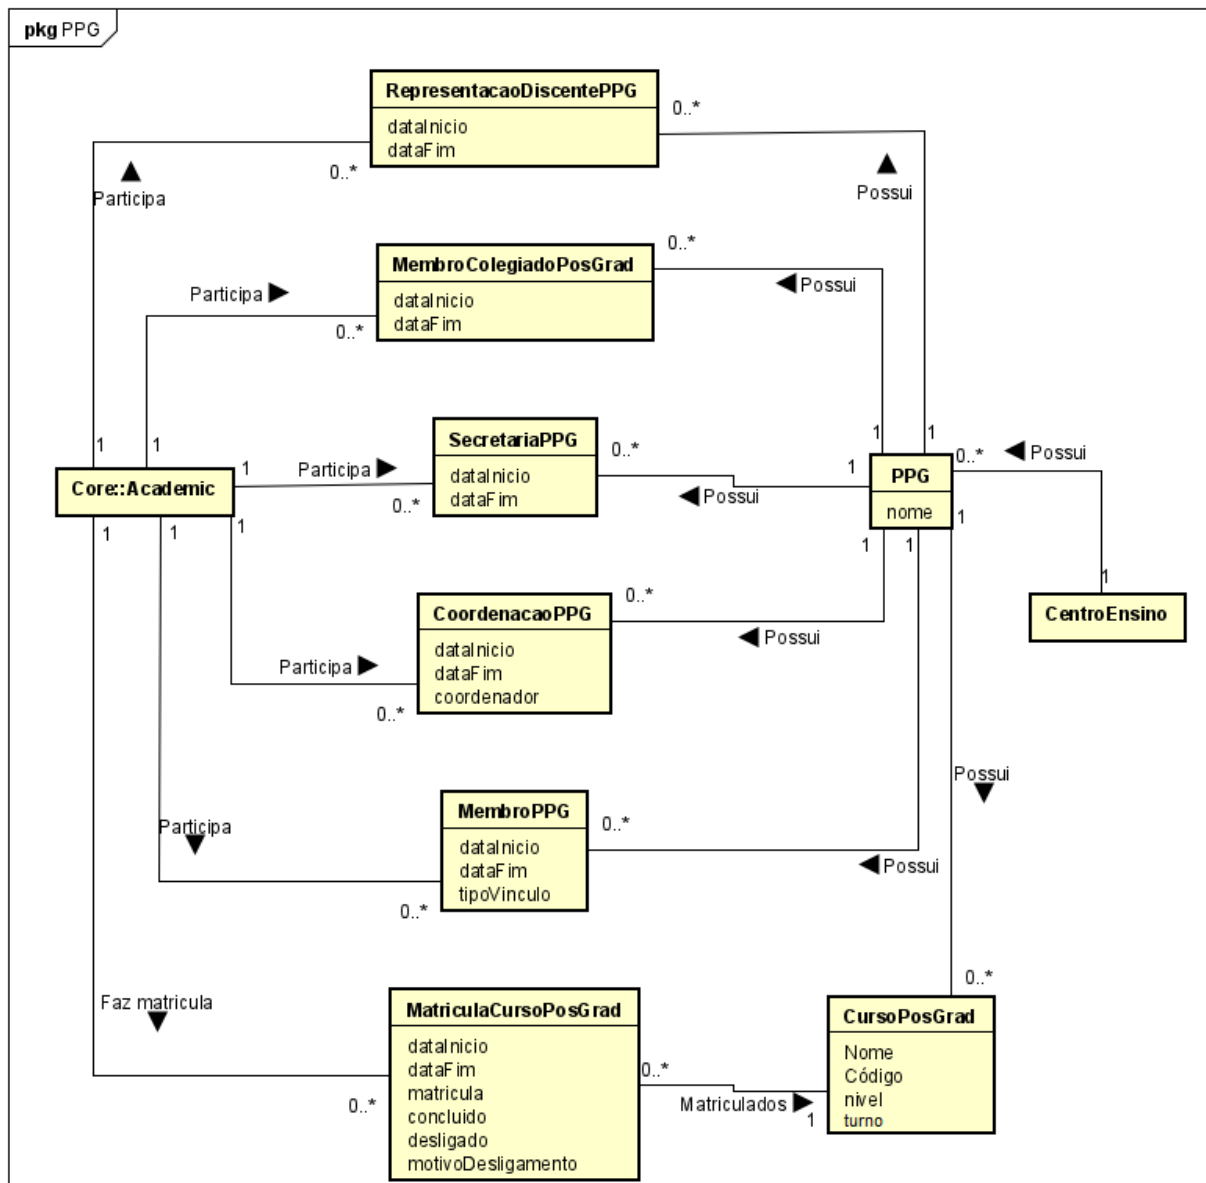 pkg PPG
RepresentacaoDiscentePPG
dataInicio
dataFim
0..*
0..*
Participa
Possui
MembroColegiadoPosGrad
dataInicio
dataFim
0..*
Participa
0..*
Possui
1
1
1
1
SecretariaPPG
dataInicio
dataFim
0..*
Participa
1
0..*
Possui
1
0..*
Possui
Core::Academic
PPG
nome
1
1
1
1
1
1
1
CentroEnsino
CoordenacaoPPG
dataInicio
dataFim
coordenador
0..*
Possui
Participa
0..*
MembroPPG
dataInicio
dataFim
tipoVinculo
0..*
Possui
Participa
0..*
Possui
0..*
Faz matricula
MatriculaCursoPosGrad
dataInicio
dataFim
matricula
concluido
desligado
motivoDesligamento
0..*
0..*
Matriculados
1
CursoPosGrad
Nome
Código
nivel
turno